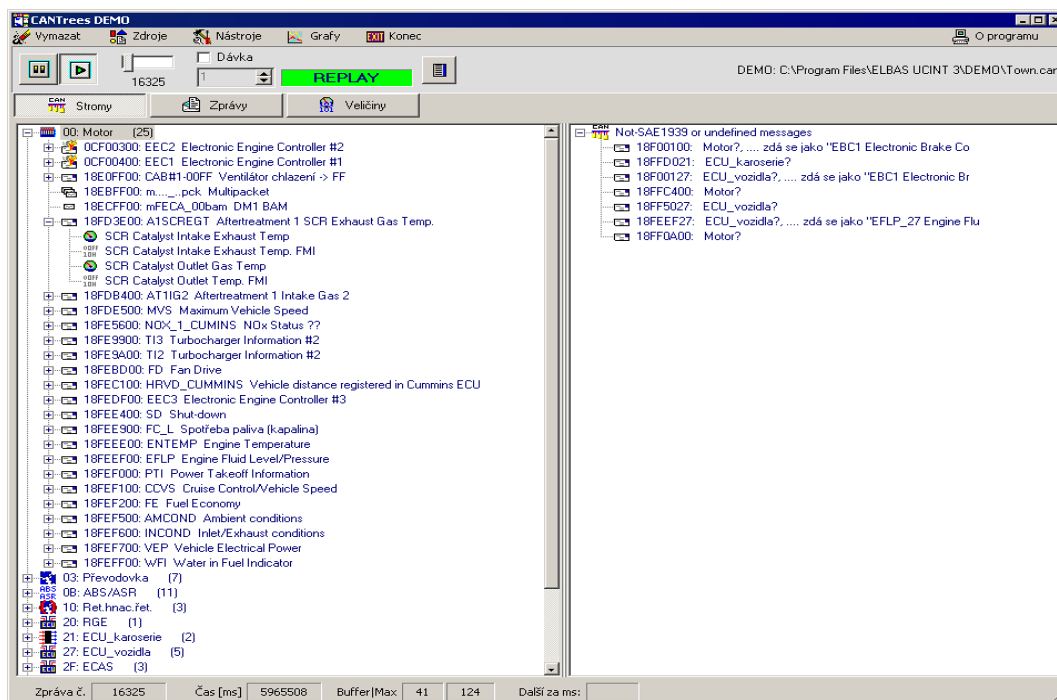 CANTrees DEMO
Vymazat Zdroje Nástroje Grafy EXIT Konec O programu
16325 Dávka 1 REPLAY DEMO: C:\Program Files\ELBAS UCINT 3\DEMO\Town.can
CAN Stromy Zprávy Veličiny
00: Motor (25)
0CF00300: EEC2 Electronic Engine Controller #2
0CF00400: EEC1 Electronic Engine Controller #1
18E0FF00: CAB#1-00FF Ventilátor chlazení -> FF
18EBFF00: m...._..pck Multipacket
18ECFF00: mFECA_00bam DM1 BAM
18FD3E00: A1SCREGT Aftertreatment 1 SCR Exhaust Gas Temp.
SCR Catalyst Intake Exhaust Temp
SCR Catalyst Intake Exhaust Temp. FMI
SCR Catalyst Outlet Gas Temp
SCR Catalyst Outlet Temp. FMI
18FDB400: AT1IG2 Aftertreatment 1 Intake Gas 2
18FDE500: MVS Maximum Vehicle Speed
18FE5600: NOX_1_CUMINS NOx Status ??
18FE9900: TI3 Turbocharger Information #2
18FE9A00: TI2 Turbocharger Information #2
18FEBD00: FD Fan Drive
18FEC100: HRVD_CUMMINS Vehicle distance registered in Cummins ECU
18FEDF00: EEC3 Electronic Engine Controller #3
18FEE400: SD Shut-down
18FEE900: FC_L Spotřeba paliva (kapalina)
18FEEE00: ENTEMP Engine Temperature
18FEEF00: EFLP Engine Fluid Level/Pressure
18FEF000: PTI Power Takeoff Information
18FEF100: CCVS Cruise Control/Vehicle Speed
18FEF200: FE Fuel Economy
18FEF500: AMCOND Ambient conditions
18FEF600: INCOND Inlet/Exhaust conditions
18FEF700: VEP Vehicle Electrical Power
18FEFF00: WFI Water in Fuel Indicator
03: Převodovka (7)
ABS ASR 0B: ABS/ASR (11)
10: Ret.hnac.řet. (3)
20: RGE (1)
21: ECU_karoserie (2)
27: ECU_vozidla (5)
2F: ECAS (3)
CAN Not-SAE1939 or undefined messages
18F00100: Motor?, .... zdá se jako "EBC1 Electronic Brake Co
18FFD021: ECU_karoserie?
18F00127: ECU_vozidla?, .... zdá se jako "EBC1 Electronic Br
18FFC400: Motor?
18FF5027: ECU_vozidla?
18FEEF27: ECU_vozidla?, .... zdá se jako "EFLP_27 Engine Flu
18FF0A00: Motor?
Zpráva č. 16325 Čas [ms] 5965508 Buffer|Max 41 124 Další za ms: